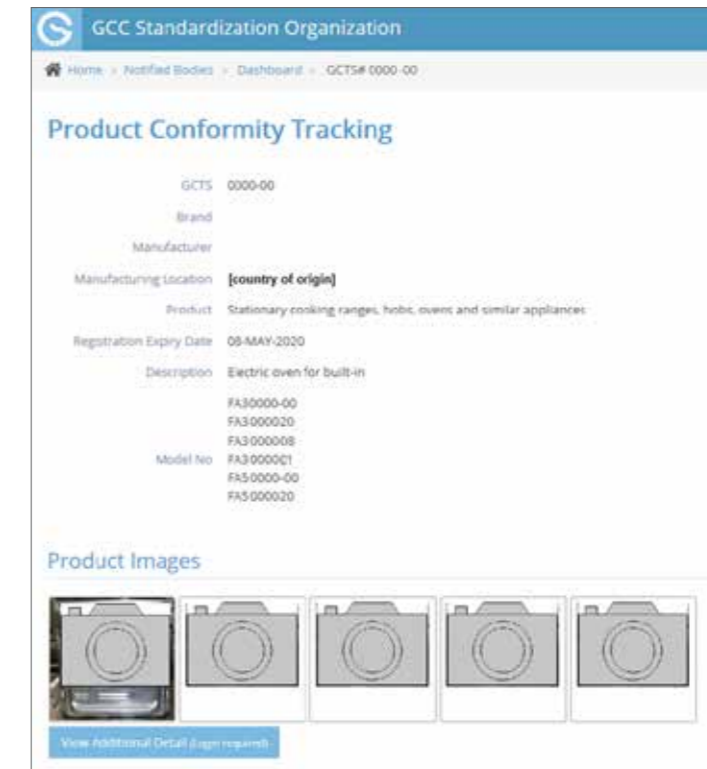 GCC Standardization Organization
Home » Notified Bodies » Dashboard » GCTS# 0000-00
Product Conformity Tracking
GCTS 0000-00
Brand
Manufacturer
Manufacturing Location [country of origin]
Product Stationary cooking ranges, hobs, ovens and similar appliances
Registration Expiry Date 08-MAY-2020
Description Electric oven for built-in
FA30000-00
FA3000020
FA3000008
Model No FA30000C1
FA50000-00
FA5000020
Product Images
View Additional Detail (Login required)